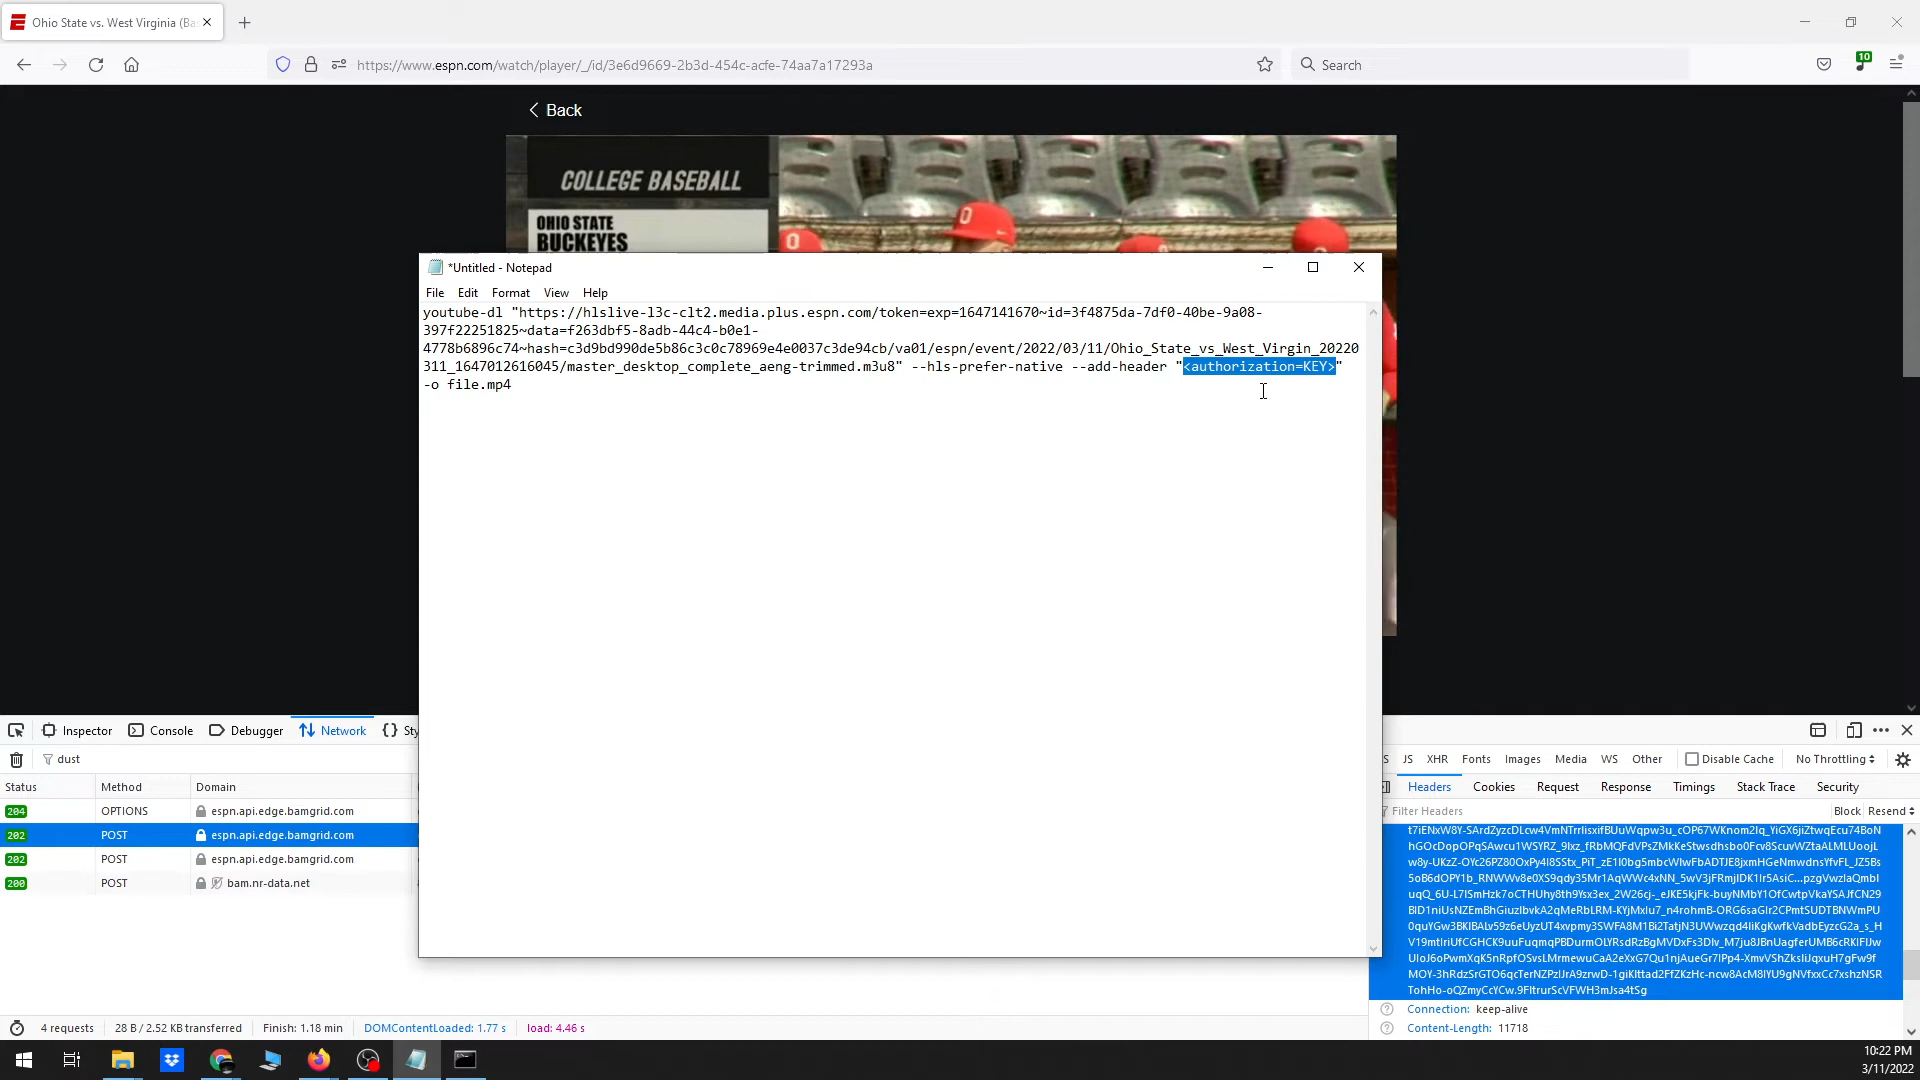 Ohio State vs. West Virginia (Ba
https://www.espn.com/watch/player/_/id/3e6d9669-2b3d-454c-acfe-74aa7a17293a
Search
10
Back
COLLEGE BASEBALL
OHIO STATE
BUCKEYES
*Untitled - Notepad
File Edit Format View Help
youtube-dl "https://hlslive-l3c-clt2.media.plus.espn.com/token=exp=1647141670~id=3f4875da-7df0-40be-9a08-
397f22251825~data=f263dbf5-8adb-44c4-b0e1-
4778b6896c74~hash=c3d9bd990de5b86c3c0c78969e4e0037c3de94cb/va01/espn/event/2022/03/11/Ohio_State_vs_West_Virgin_20220
311_1647012616045/master_desktop_complete_aeng-trimmed.m3u8" --hls-prefer-native --add-header "<authorization=KEY>"
-o file.mp4
Inspector Console Debugger Network Sty
dust
S JS XHR Fonts Images Media WS Other Disable Cache No Throttling
Status Method Domain
Headers Cookies Request Response Timings Stack Trace Security
204 OPTIONS espn.api.edge.bamgrid.com
202 POST espn.api.edge.bamgrid.com
202 POST espn.api.edge.bamgrid.com
200 POST bam.nr-data.net
Filter Headers Block Resend
Connection: keep-alive
Content-Length: 11718
4 requests 28 B / 2.52 KB transferred Finish: 1.18 min DOMContentLoaded: 1.77 s load: 4.46 s
10:22 PM
3/11/2022